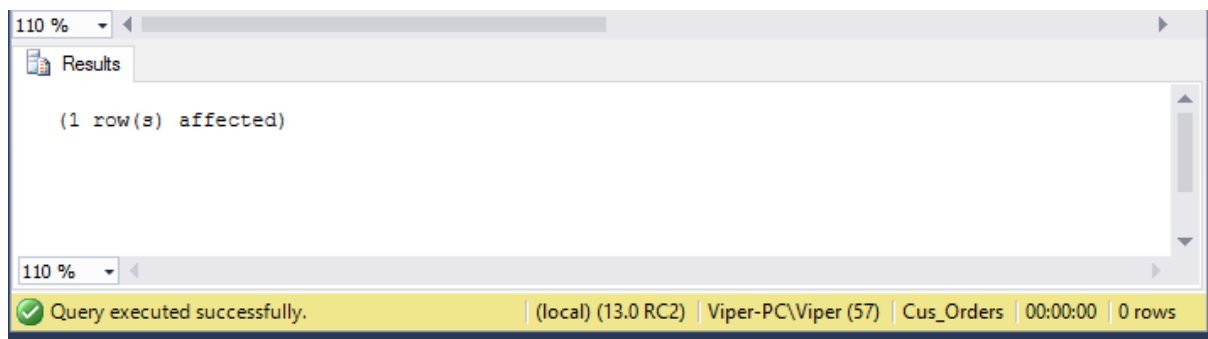 110 %
Results
(1 row(s) affected)
110 %
Query executed successfully. (local) (13.0 RC2) Viper-PC\Viper (57) Cus_Orders 00:00:00 0 rows